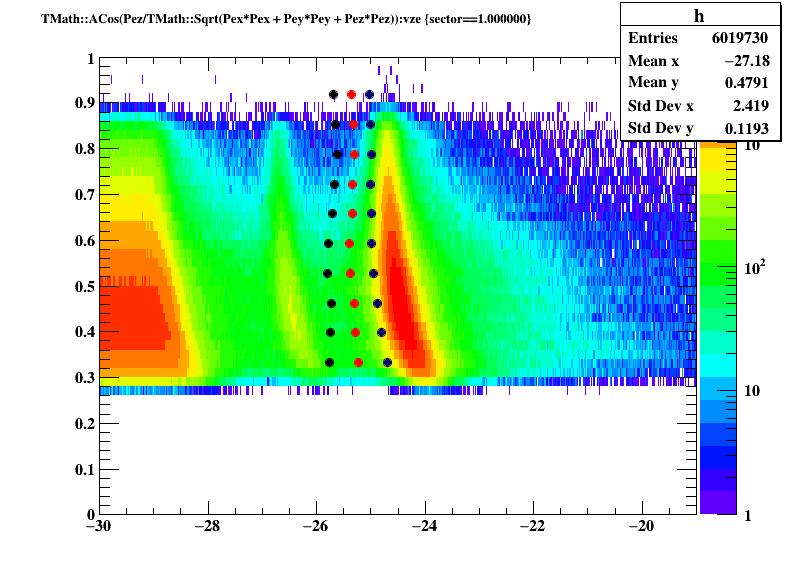 TMath::ACos(Pez/TMath::Sqrt(Pex*Pex + Pey*Pey + Pez*Pez)):vze {sector==1.000000}
h
Entries 6019730
Mean x −27.18
Mean y 0.4791
Std Dev x 2.419
Std Dev y 0.1193
1
0.9
0.8
0.7
0.6
0.5
0.4
0.3
0.2
0.1
0
−30 −28 −26 −24 −22 −20
10²
10
1